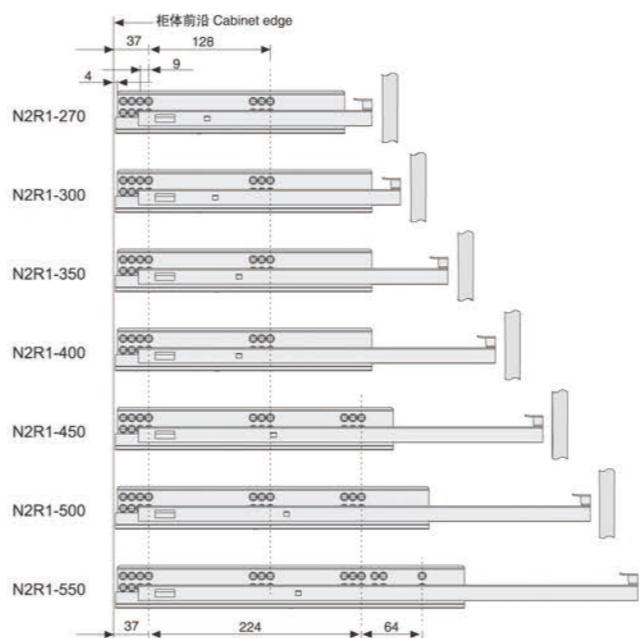 柜体前沿 Cabinet edge
37 128
9
4
N2R1-270
N2R1-300
N2R1-350
N2R1-400
N2R1-450
N2R1-500
N2R1-550
37 224 64